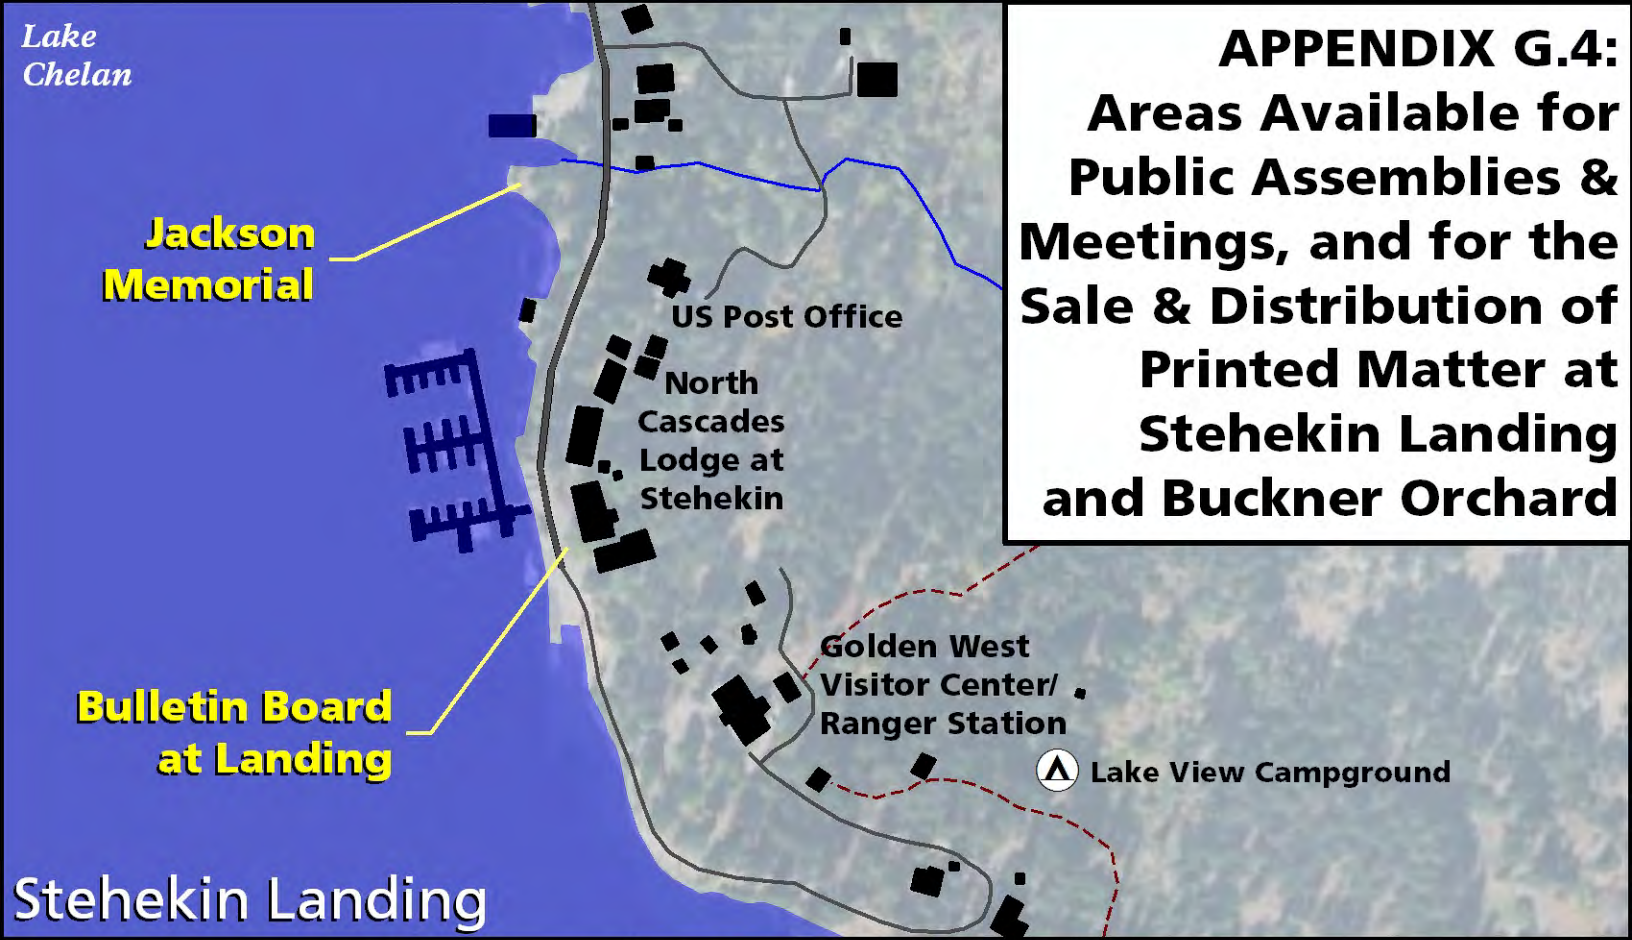 Lake
Chelan
APPENDIX G.4:
Areas Available for
Public Assemblies &
Meetings, and for the
Sale & Distribution of
Printed Matter at
Stehekin Landing
and Buckner Orchard
Jackson
Memorial
US Post Office
North
Cascades
Lodge at
Stehekin
Golden West
Visitor Center/
Ranger Station
Bulletin Board
at Landing
Lake View Campground
Stehekin Landing